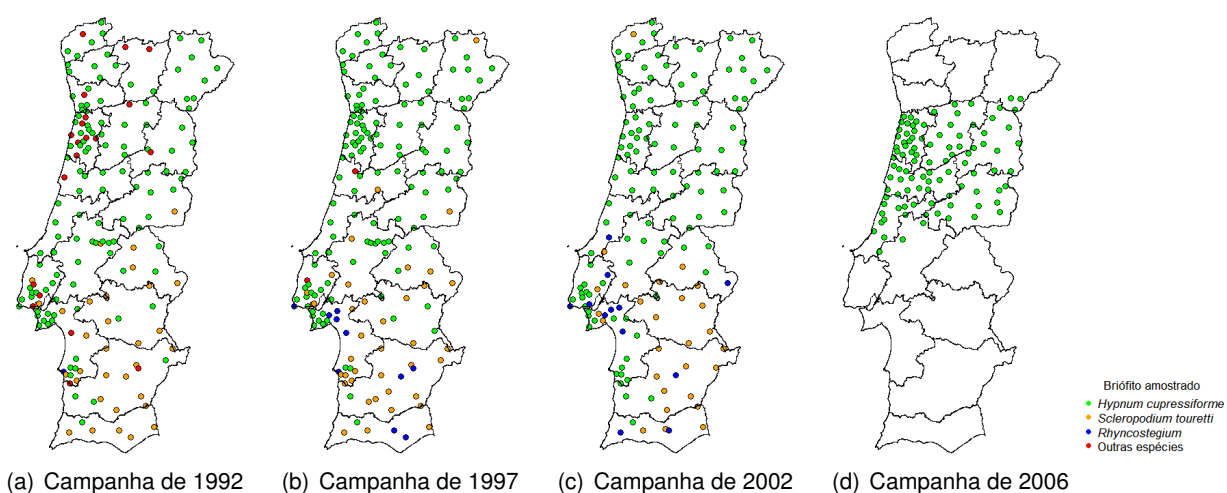 Briófito amostrado
Hypnum cupressiforme
Scleropodium touretti
Rhyncostegium
Outras espécies
(a) Campanha de 1992
(b) Campanha de 1997
(c) Campanha de 2002
(d) Campanha de 2006